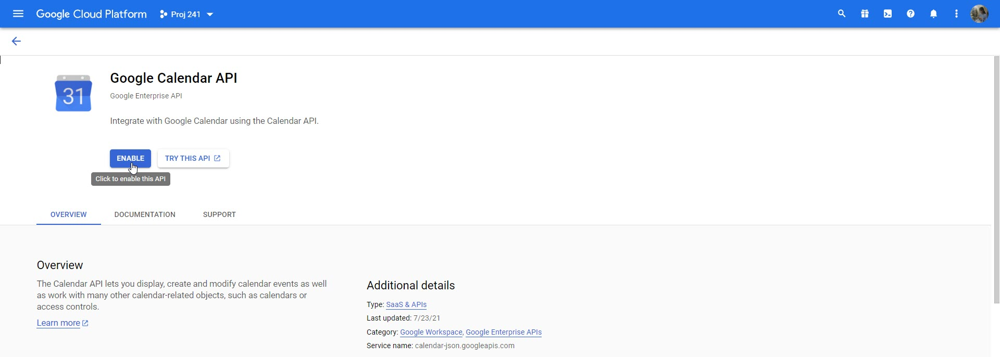 Google Cloud Platform
Proj 241
Google Calendar API
31
Google Enterprise API
Integrate with Google Calendar using the Calendar API.
ENABLE
TRY THIS API
Click to enable this API
OVERVIEW
DOCUMENTATION
SUPPORT
Overview
The Calendar API lets you display, create and modify calendar events as well
as work with many other calendar-related objects, such as calendars or
access controls.
Learn more
Additional details
Type: SaaS & APIs
Last updated: 7/23/21
Category: Google Workspace, Google Enterprise APIs
Service name: calendar-json.googleapis.com